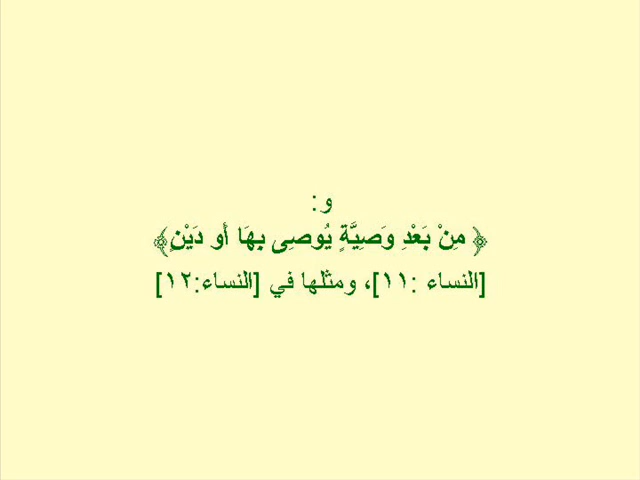 و:
﴿ مِنْ بَعْدِ وَصِيَّةٍ يُوصِى بِهَا أَو دَيْنٍ﴾
[النساء :١١]، ومثلها في [النساء:١٢]